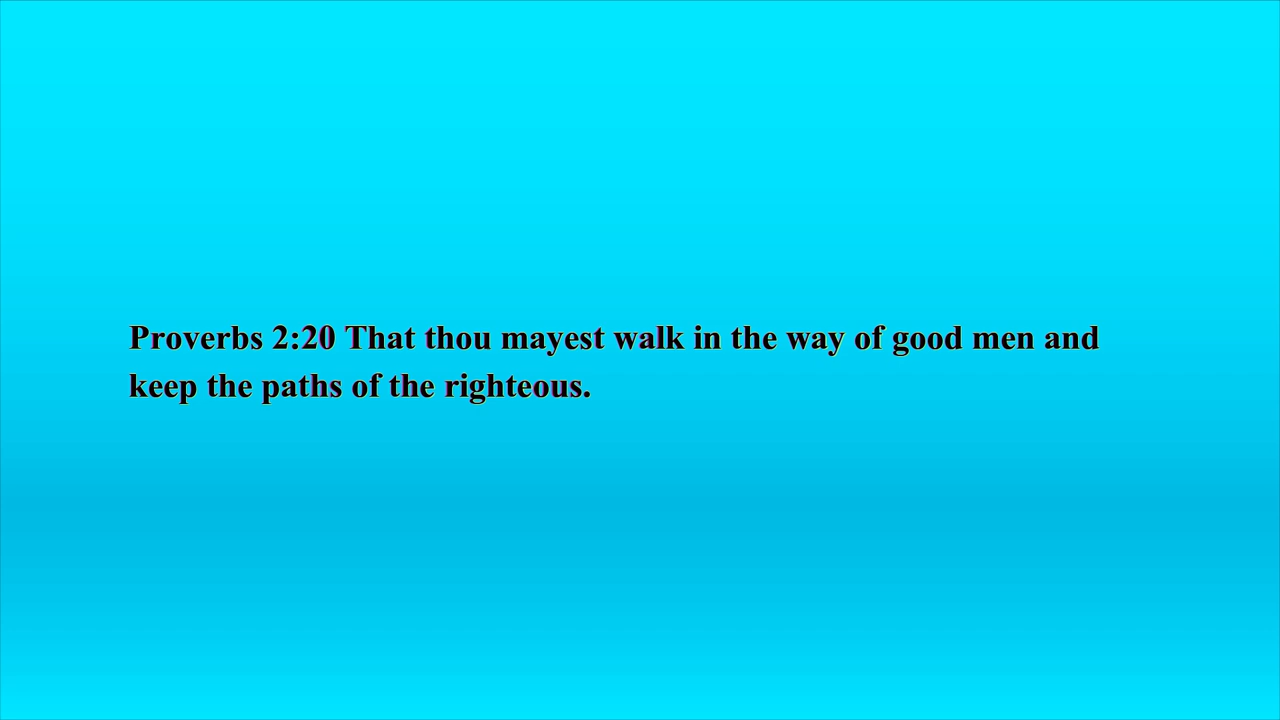 Proverbs 2:20 That thou mayest walk in the way of good men and
keep the paths of the righteous.